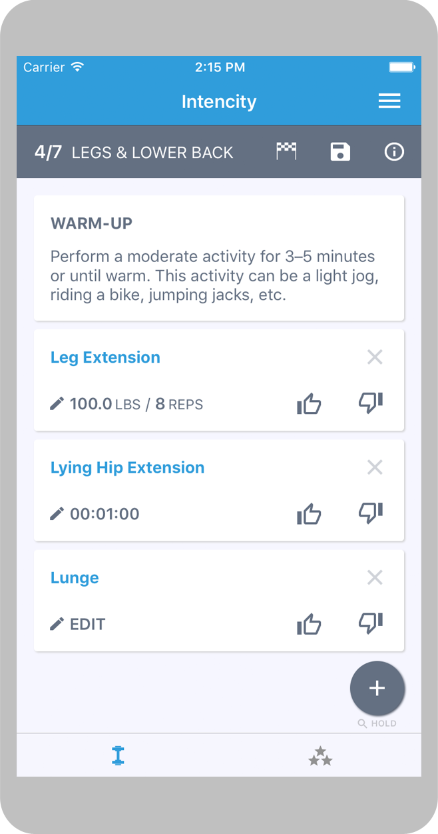 Carrier 2:15 PM
Intencity
4/7 LEGS & LOWER BACK
WARM-UP
Perform a moderate activity for 3–5 minutes
or until warm. This activity can be a light jog,
riding a bike, jumping jacks, etc.
Leg Extension
100.0 LBS / 8 REPS
Lying Hip Extension
00:01:00
Lunge
EDIT
HOLD